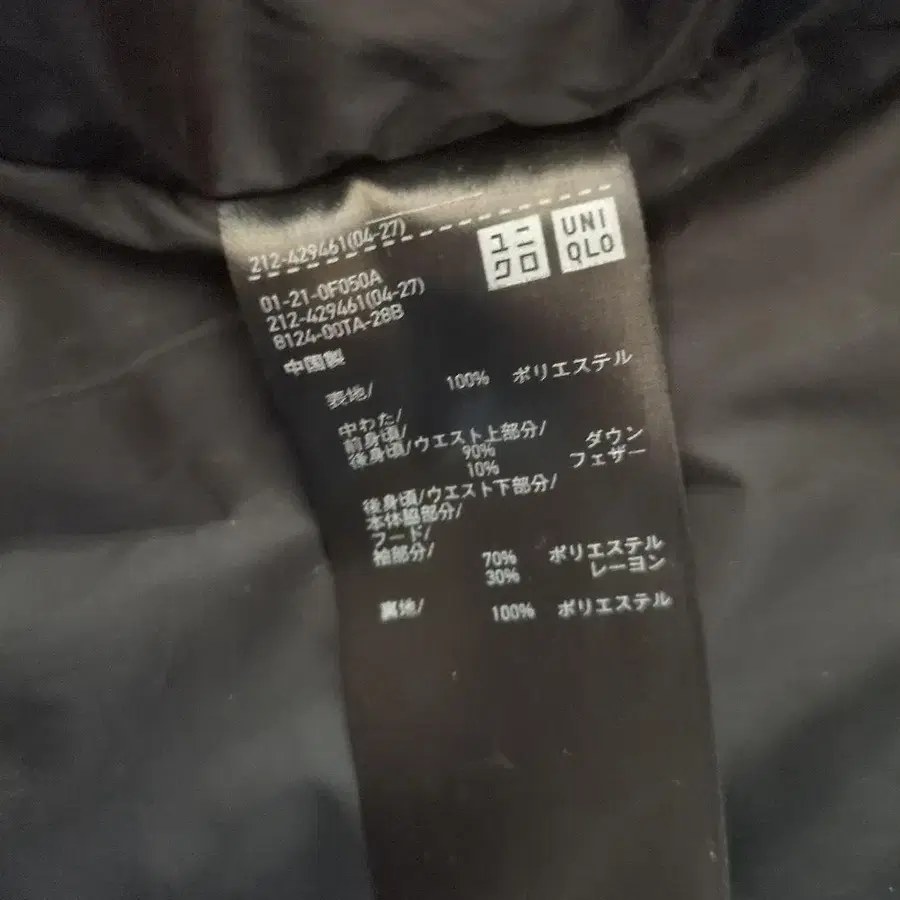 212-429461(04-27)
ユニ
クロ
UNI
QLO
01-21-0F050A
212-429461(04-27)
8124-00TA-28B
中国製
表地/
100% ポリエステル
中わた/
前身頃/
後身頃/ウエスト上部分/
90% ダウン
10% フェザー
後身頃/ウエスト下部分/
本体脇部分/
フード/
袖部分/
70% ポリエステル
30% レーヨン
裏地/
100% ポリエステル